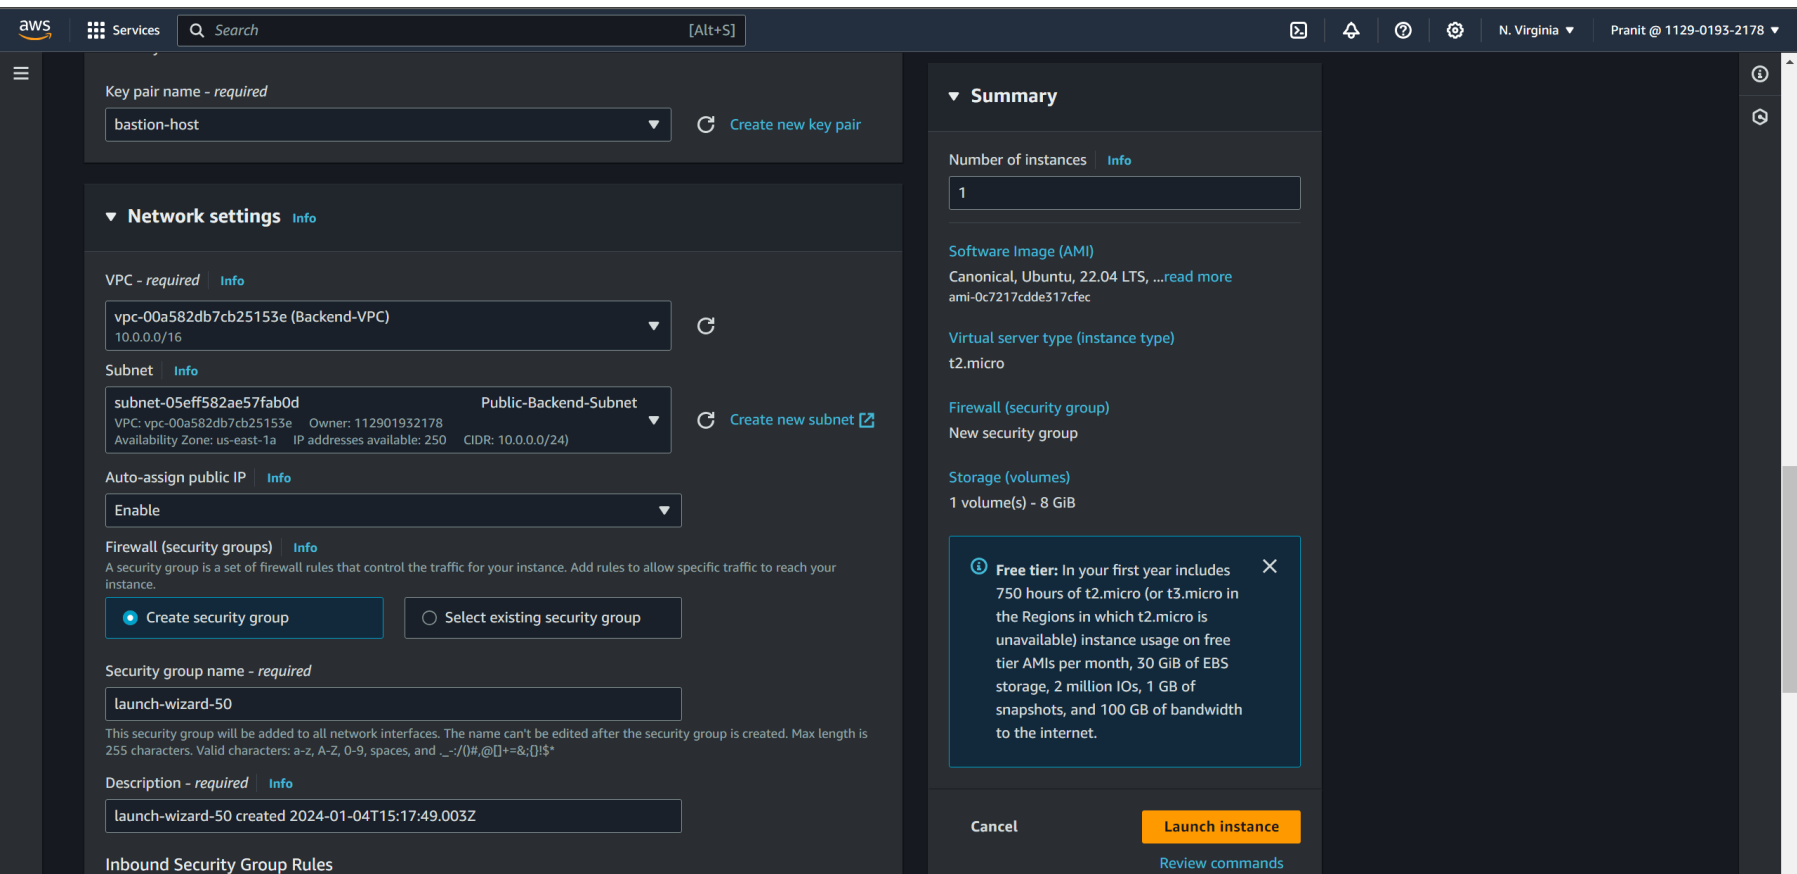 aws
Services
Search
[Alt+S]
N. Virginia
Pranit @ 1129-0193-2178
Key pair name - required
bastion-host
Create new key pair
Network settings
Info
VPC - required
Info
vpc-00a582db7cb25153e (Backend-VPC)
10.0.0.0/16
Subnet
Info
subnet-05eff582ae57fab0d
Public-Backend-Subnet
VPC: vpc-00a582db7cb25153e Owner: 112901932178
Availability Zone: us-east-1a IP addresses available: 250 CIDR: 10.0.0.0/24)
Create new subnet
Auto-assign public IP
Info
Enable
Firewall (security groups)
Info
A security group is a set of firewall rules that control the traffic for your instance. Add rules to allow specific traffic to reach your
instance.
Create security group
Select existing security group
Security group name - required
launch-wizard-50
This security group will be added to all network interfaces. The name can't be edited after the security group is created. Max length is
255 characters. Valid characters: a-z, A-Z, 0-9, spaces, and ._-:/()#,@[]+=&;{}!$*
Description - required
Info
launch-wizard-50 created 2024-01-04T15:17:49.003Z
Inbound Security Group Rules
Summary
Number of instances
Info
1
Software Image (AMI)
Canonical, Ubuntu, 22.04 LTS, ...read more
ami-0c7217cdde317cfec
Virtual server type (instance type)
t2.micro
Firewall (security group)
New security group
Storage (volumes)
1 volume(s) - 8 GiB
Free tier: In your first year includes
750 hours of t2.micro (or t3.micro in
the Regions in which t2.micro is
unavailable) instance usage on free
tier AMIs per month, 30 GiB of EBS
storage, 2 million IOs, 1 GB of
snapshots, and 100 GB of bandwidth
to the internet.
Cancel
Launch instance
Review commands